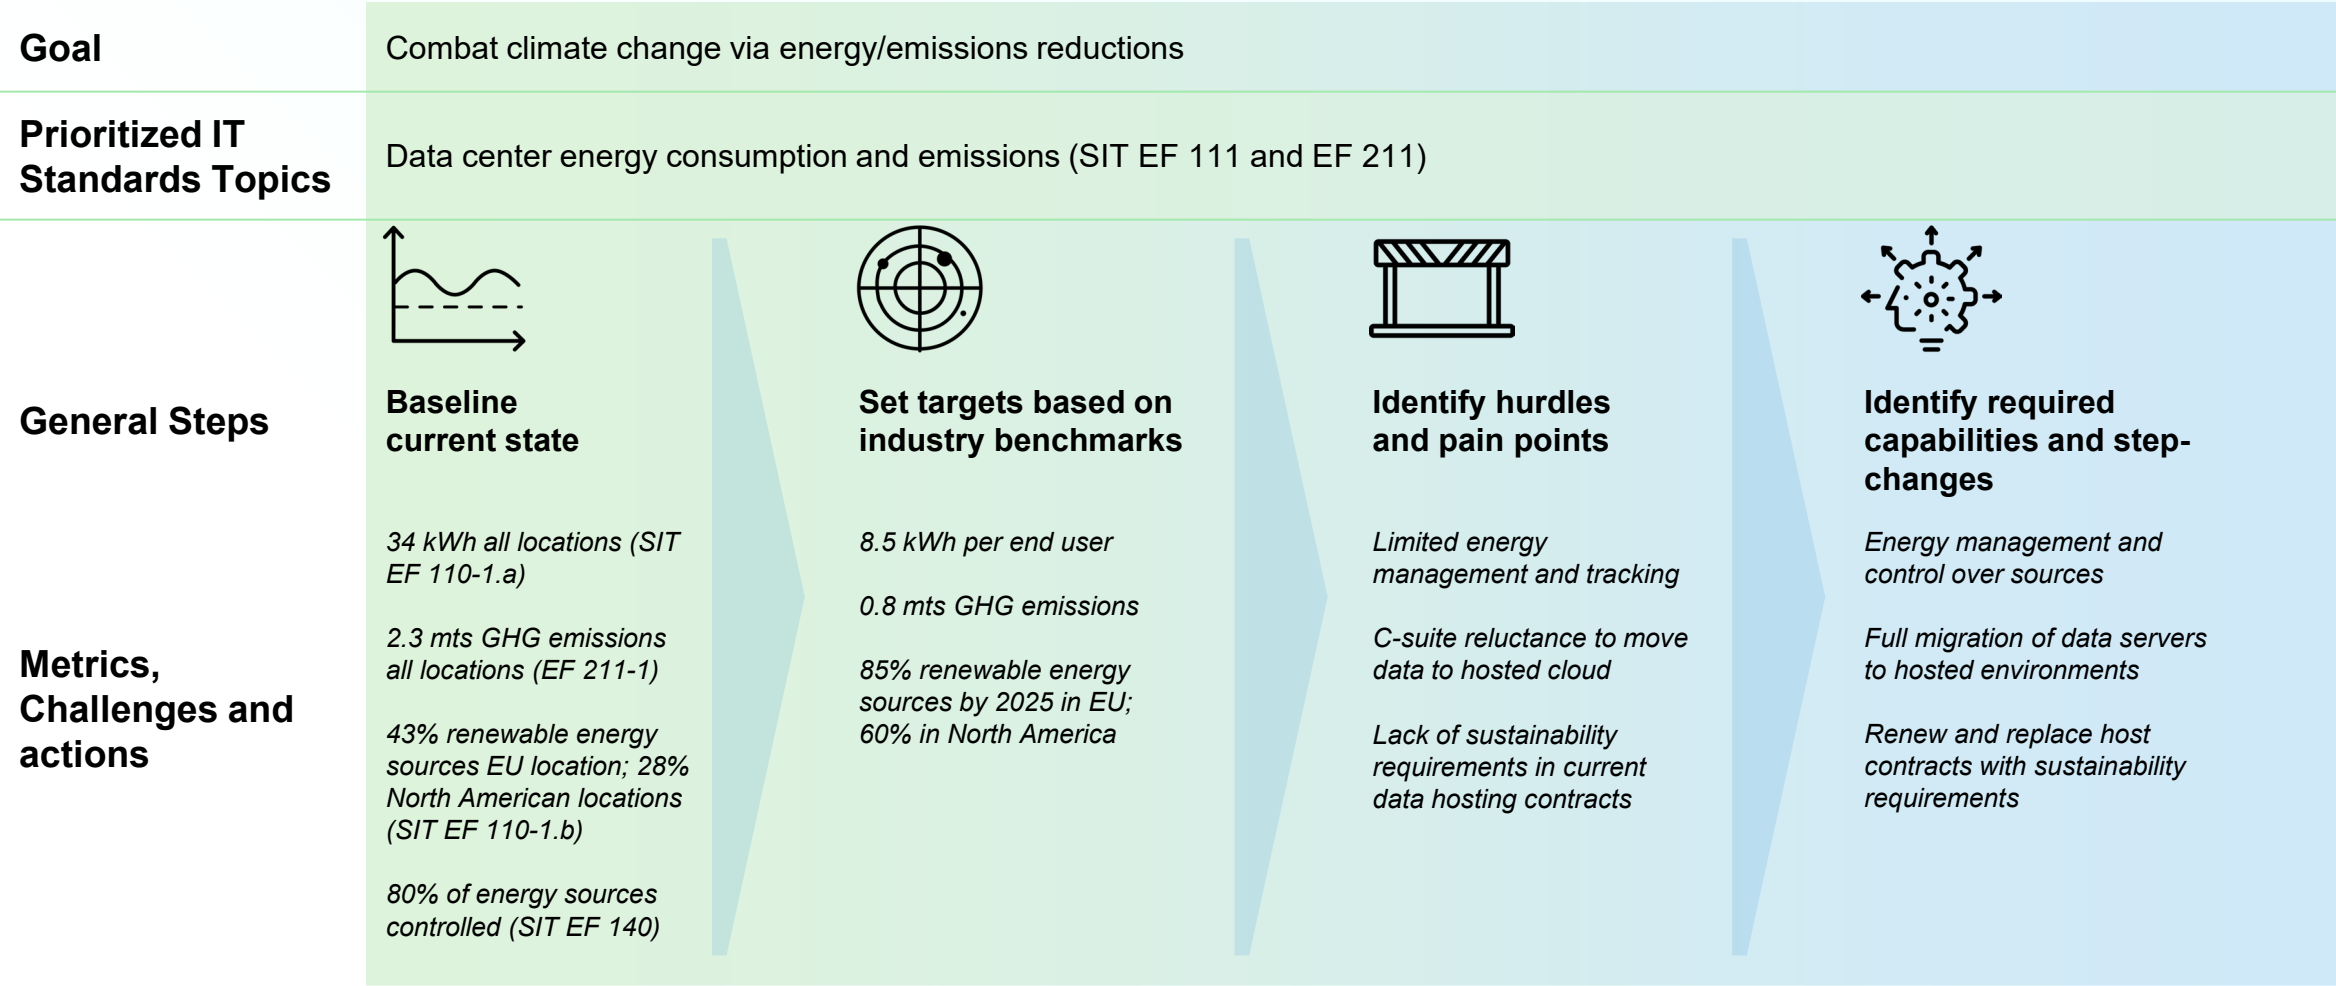 Goal
Combat climate change via energy/emissions reductions
Prioritized IT
Standards Topics
Data center energy consumption and emissions (SIT EF 111 and EF 211)
General Steps
Baseline
current state
Set targets based on
industry benchmarks
Identify hurdles
and pain points
Identify required
capabilities and step-
changes
Metrics,
Challenges and
actions
34 kWh all locations (SIT
EF 110-1.a)
2.3 mts GHG emissions
all locations (EF 211-1)
43% renewable energy
sources EU location; 28%
North American locations
(SIT EF 110-1.b)
80% of energy sources
controlled (SIT EF 140)
8.5 kWh per end user
0.8 mts GHG emissions
85% renewable energy
sources by 2025 in EU;
60% in North America
Limited energy
management and tracking
C-suite reluctance to move
data to hosted cloud
Lack of sustainability
requirements in current
data hosting contracts
Energy management and
control over sources
Full migration of data servers
to hosted environments
Renew and replace host
contracts with sustainability
requirements